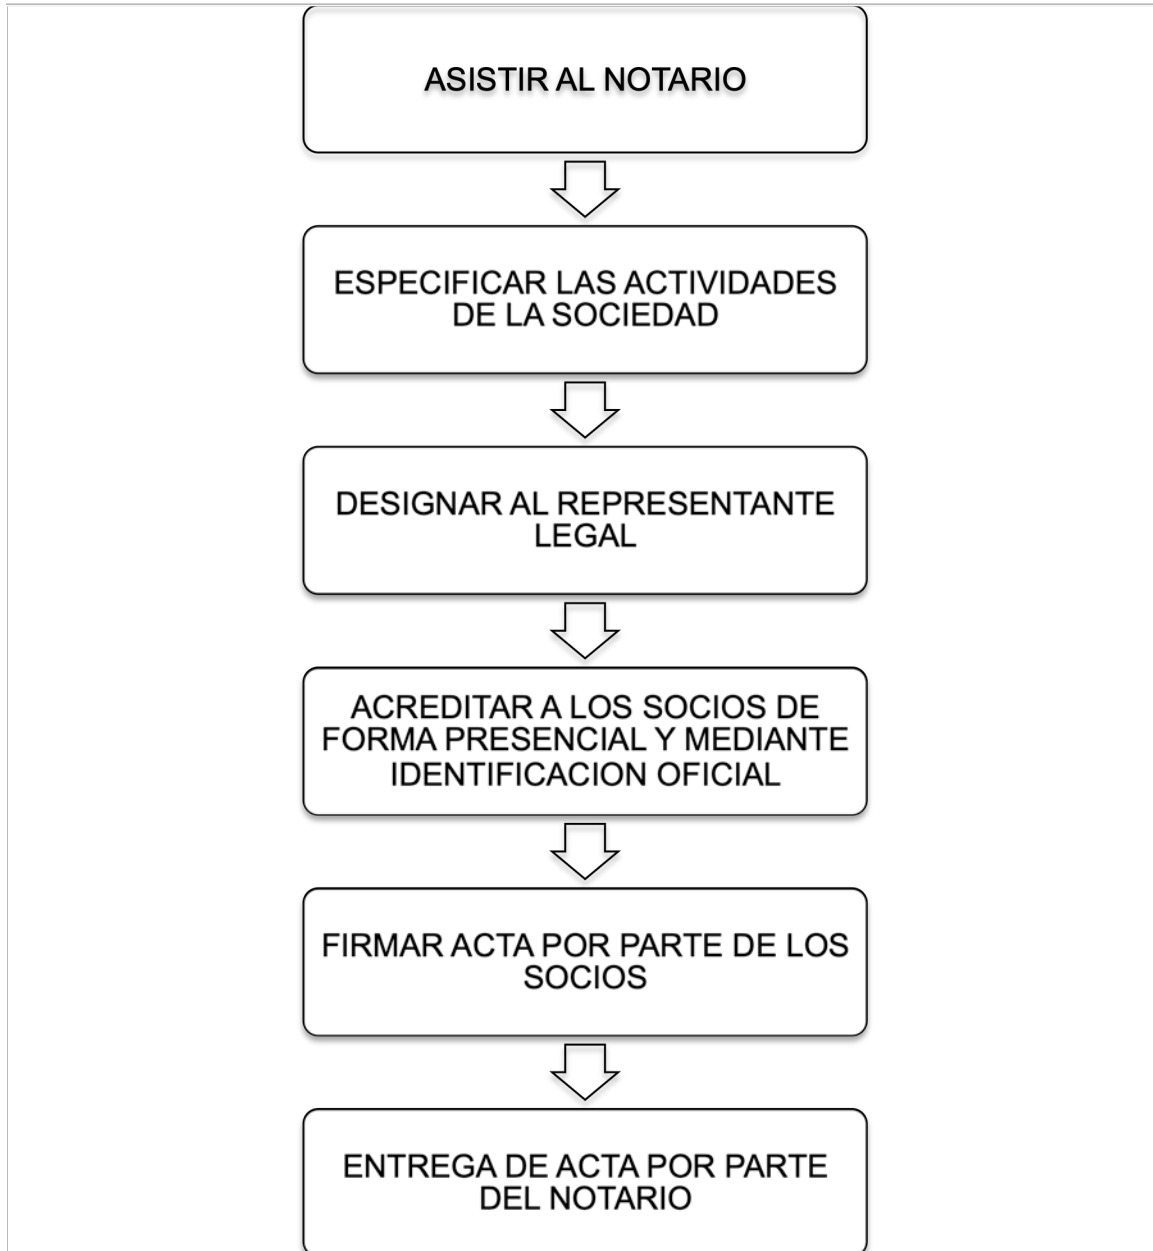 ASISTIR AL NOTARIO
ESPECIFICAR LAS ACTIVIDADES
DE LA SOCIEDAD
DESIGNAR AL REPRESENTANTE
LEGAL
ACREDITAR A LOS SOCIOS DE
FORMA PRESENCIAL Y MEDIANTE
IDENTIFICACION OFICIAL
FIRMAR ACTA POR PARTE DE LOS
SOCIOS
ENTREGA DE ACTA POR PARTE
DEL NOTARIO